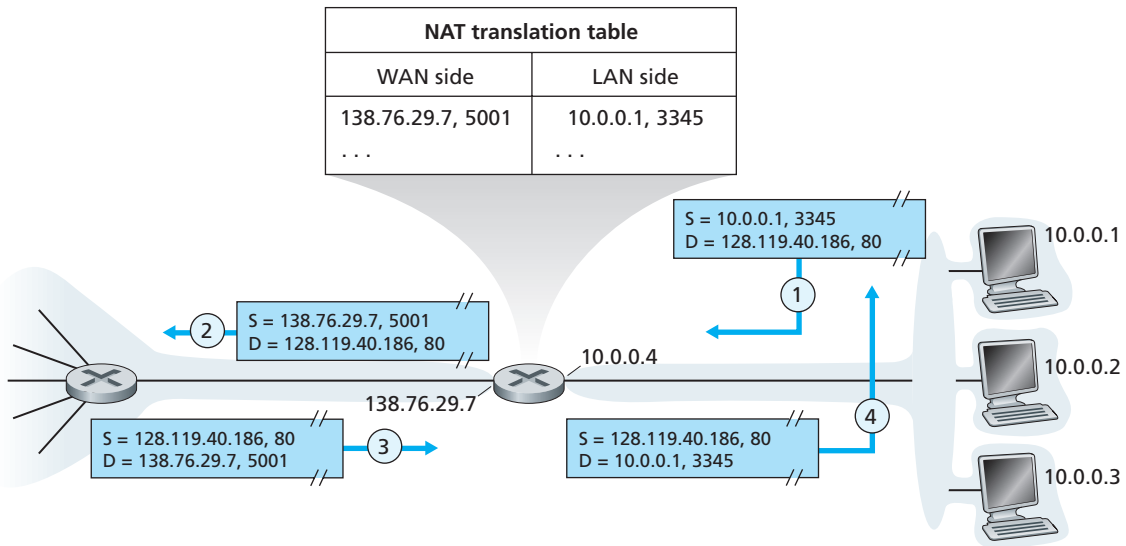 NAT translation table
WAN side LAN side
138.76.29.7, 5001 10.0.0.1, 3345
. . . . . .
S = 10.0.0.1, 3345
D = 128.119.40.186, 80
10.0.0.1
1
2
S = 138.76.29.7, 5001
D = 128.119.40.186, 80
10.0.0.4
10.0.0.2
138.76.29.7
S = 128.119.40.186, 80
D = 138.76.29.7, 5001
3
S = 128.119.40.186, 80
D = 10.0.0.1, 3345
4
10.0.0.3